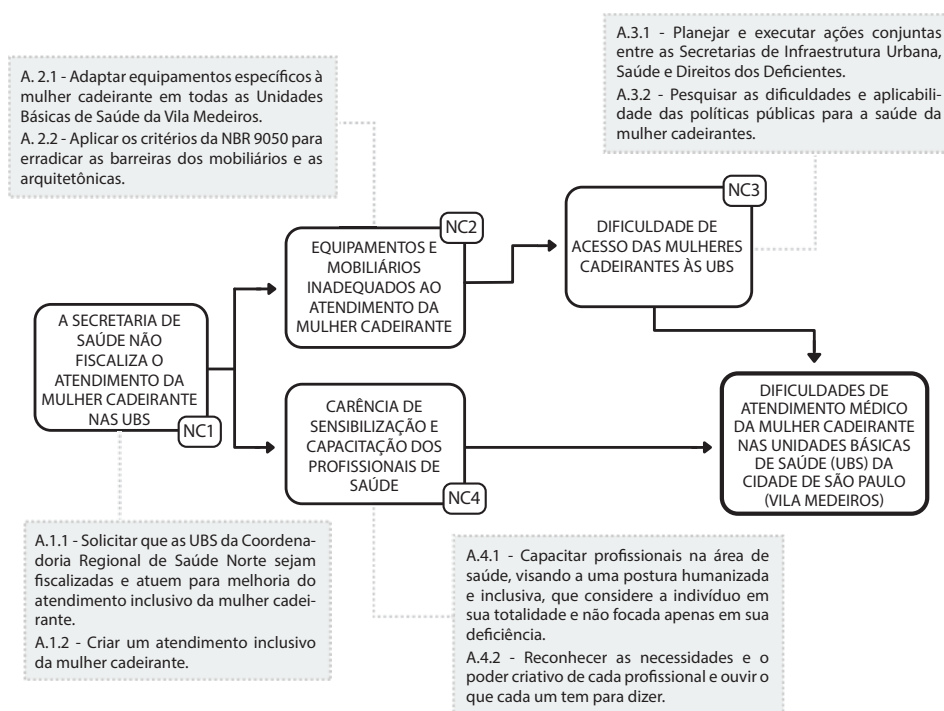 A. 2.1 - Adaptar equipamentos específicos à
mulher cadeirante em todas as Unidades
Básicas de Saúde da Vila Medeiros.
A. 2.2 - Aplicar os critérios da NBR 9050 para
erradicar as barreiras dos mobiliários e as
arquitetônicas.
A.3.1 - Planejar e executar ações conjuntas
entre as Secretarias de Infraestrutura Urbana,
Saúde e Direitos dos Deficientes.
A.3.2 - Pesquisar as dificuldades e aplicabili-
dade das políticas públicas para a saúde da
mulher cadeirantes.
NC2
EQUIPAMENTOS E
MOBILIÁRIOS
INADEQUADOS AO
ATENDIMENTO DA
MULHER CADEIRANTE
NC3
DIFICULDADE DE
ACESSO DAS MULHERES
CADEIRANTES ÀS UBS
A SECRETARIA DE
SAÚDE NÃO
FISCALIZA O
ATENDIMENTO DA
MULHER CADEIRANTE
NAS UBS
NC1
CARÊNCIA DE
SENSIBILIZAÇÃO E
CAPACITAÇÃO DOS
PROFISSIONAIS DE
SAÚDE
NC4
DIFICULDADES DE
ATENDIMENTO MÉDICO
DA MULHER CADEIRANTE
NAS UNIDADES BÁSICAS
DE SAÚDE (UBS) DA
CIDADE DE SÃO PAULO
(VILA MEDEIROS)
A.1.1 - Solicitar que as UBS da Coordena-
doria Regional de Saúde Norte sejam
fiscalizadas e atuem para melhoria do
atendimento inclusivo da mulher cadei-
rante.
A.1.2 - Criar um atendimento inclusivo
da mulher cadeirante.
A.4.1 - Capacitar profissionais na área de
saúde, visando a uma postura humanizada
e inclusiva, que considere a indivíduo em
sua totalidade e não focada apenas em sua
deficiência.
A.4.2 - Reconhecer as necessidades e o
poder criativo de cada profissional e ouvir o
que cada um tem para dizer.